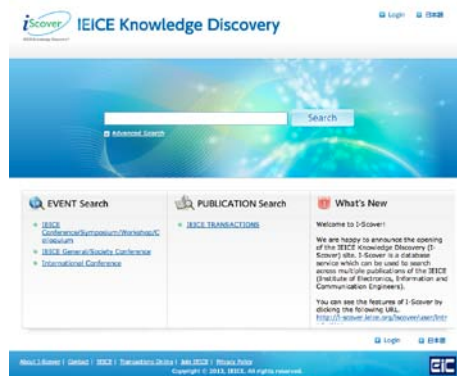 iScover
IEICE Knowledge Discovery
Login 日本語
Search
Advanced Search
EVENT Search
IEICE
Conference/Symposium/Workshop/C
olloquium
IEICE General/Society Conference
International Conference
PUBLICATION Search
IEICE TRANSACTIONS
What's New
Welcome to I-Scover!
We are happy to announce the opening
of the IEICE Knowledge Discovery (I-
Scover) site. I-Scover is a database
service which can be used to search
across multiple publications of the IEICE
(Institute of Electronics, Information and
Communication Engineers).
You can see the features of I-Scover by
clicking the following URL.
Login 日本語
About I-Scover | Contact | IEICE | Transactions Online | Join IEICE | Privacy Policy
Copyright © 2013, IEICE. All rights reserved.
EiC